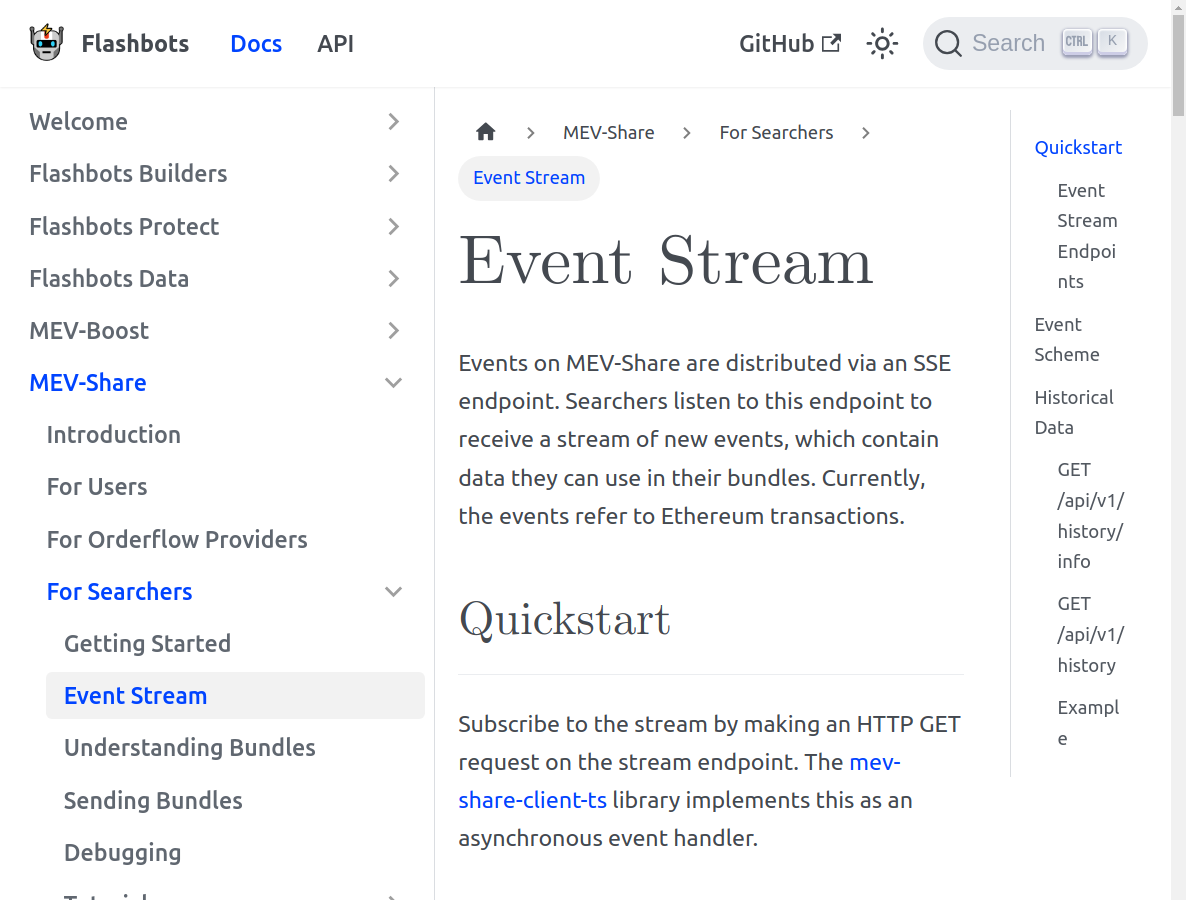 Flashbots Docs API GitHub Search CTRL K
Welcome
Flashbots Builders
Flashbots Protect
Flashbots Data
MEV-Boost
MEV-Share
Introduction
For Users
For Orderflow Providers
For Searchers
Getting Started
Event Stream
Understanding Bundles
Sending Bundles
Debugging
MEV-Share For Searchers
Event Stream
Event Stream
Events on MEV-Share are distributed via an SSE
endpoint. Searchers listen to this endpoint to
receive a stream of new events, which contain
data they can use in their bundles. Currently,
the events refer to Ethereum transactions.
Quickstart
Subscribe to the stream by making an HTTP GET
request on the stream endpoint. The mev-
share-client-ts library implements this as an
asynchronous event handler.
Quickstart
Event
Stream
Endpoi
nts
Event
Scheme
Historical
Data
GET
/api/v1/
history/
info
GET
/api/v1/
history
Exampl
e